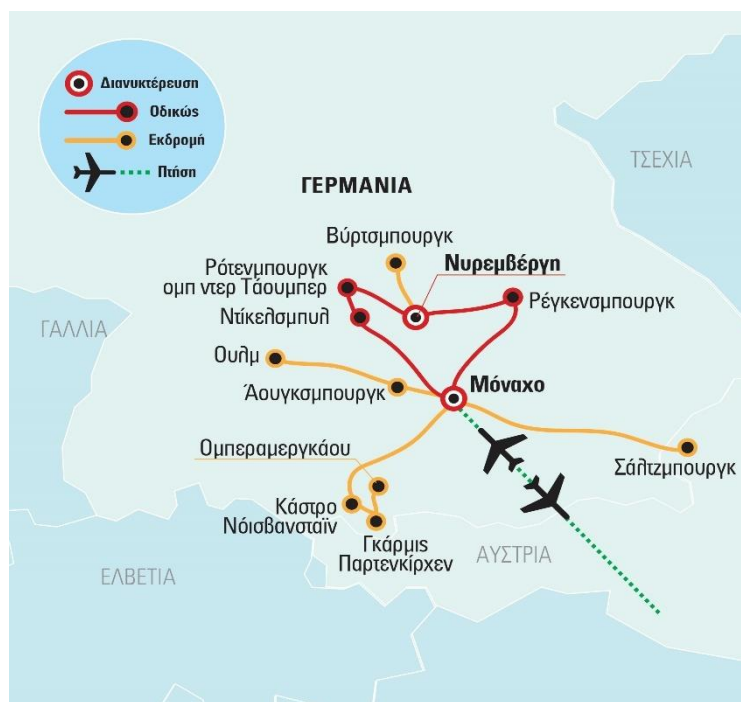 Διανυκτέρευση
Οδικώς
Εκδρομή
Πτήση
ΤΣΕΧΙΑ
ΓΕΡΜΑΝΙΑ
Βύρτσμπουργκ
Νυρεμβέργη
Ρότενμπουργκ
ομπ ντερ Τάουμπερ
Ρέγκενσμπουργκ
Ντίκελσμπυλ
ΓΑΛΛΙΑ
Ουλμ
Μόναχο
Άουγκσμπουργκ
Ομπεραμεργκάου
Σάλτζμπουργκ
Κάστρο
Νόισβανσταϊν
Γκάρμις
Παρτενκίρχεν
ΑΥΣΤΡΙΑ
ΕΛΒΕΤΙΑ